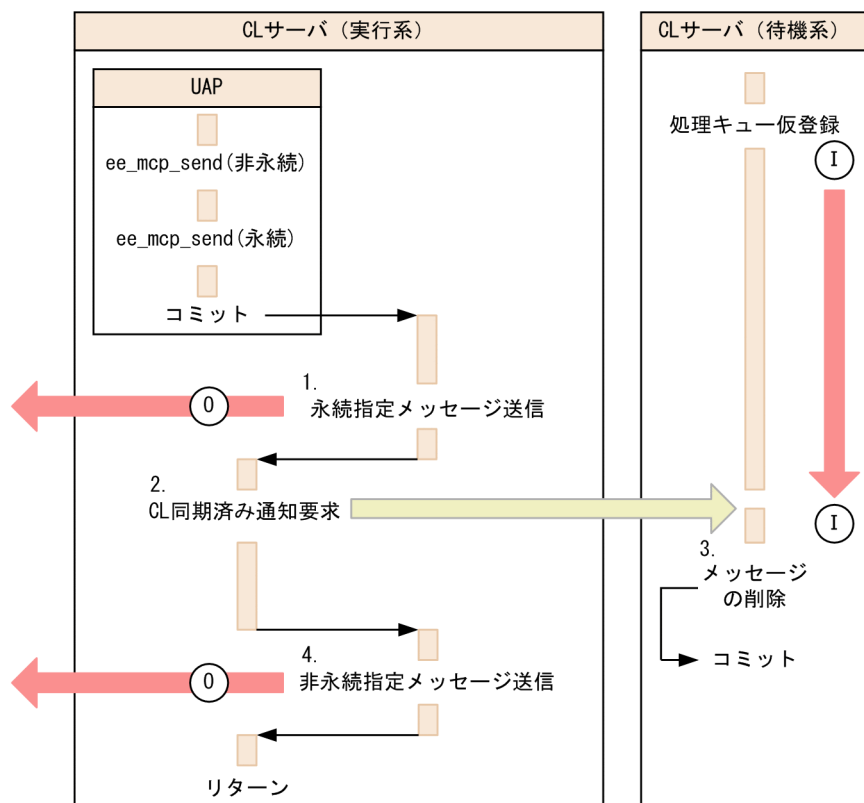 CLサーバ（実行系）
UAP
ee_mcp_send(非永続)
ee_mcp_send(永続)
コミット
1.
永続指定メッセージ送信
O
2.
CL同期済み通知要求
4.
非永続指定メッセージ送信
O
リターン
CLサーバ（待機系）
処理キュー仮登録
I
I
3.
メッセージ
の削除
コミット